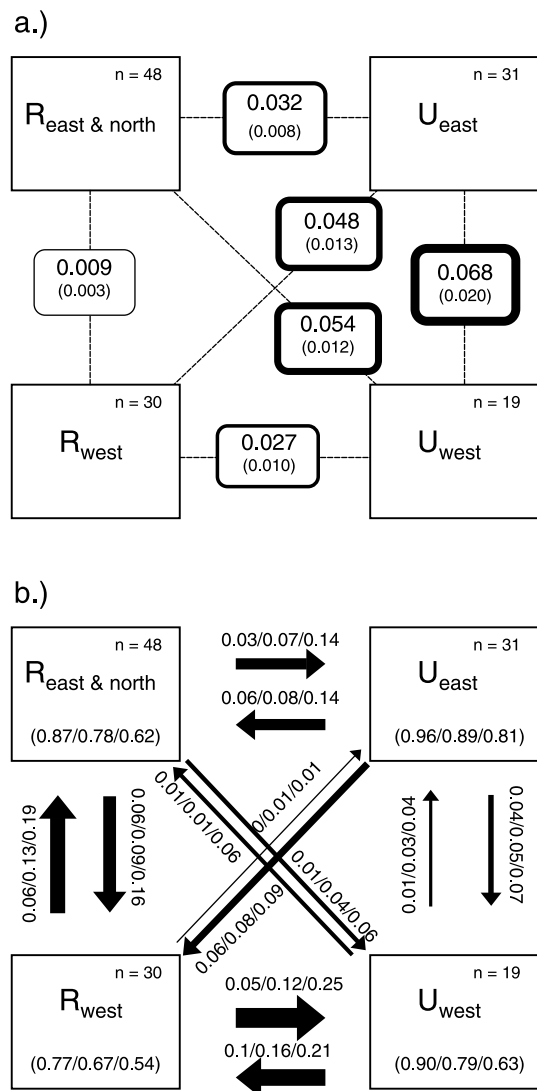 a.)
n = 48
R east & north
0.032
(0.008)
n = 31
U east
0.048
(0.013)
0.009
(0.003)
0.068
(0.020)
0.054
(0.012)
n = 30
R west
0.027
(0.010)
n = 19
U west
b.)
n = 48
R east & north
(0.87/0.78/0.62)
0.03/0.07/0.14
0.06/0.08/0.14
n = 31
U east
(0.96/0.89/0.81)
0.06/0.13/0.19
0.06/0.09/0.16
0.01/0.01/0.06
0/0.01/0.01
0.06/0.08/0.09
0.01/0.04/0.06
0.01/0.03/0.04
0.04/0.05/0.07
n = 30
R west
(0.77/0.67/0.54)
0.05/0.12/0.25
0.1/0.16/0.21
n = 19
U west
(0.90/0.79/0.63)